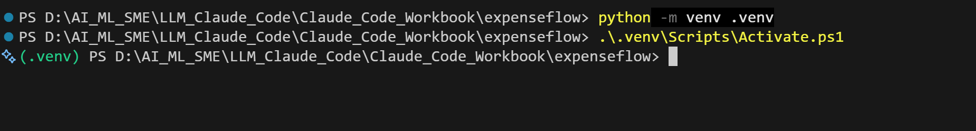 PS D:\AI_ML_SME\LLM_Claude_Code\Claude_Code_Workbook\expenseflow> python -m venv .venv
PS D:\AI_ML_SME\LLM_Claude_Code\Claude_Code_Workbook\expenseflow> .\.venv\Scripts\Activate.ps1
(.venv) PS D:\AI_ML_SME\LLM_Claude_Code\Claude_Code_Workbook\expenseflow>